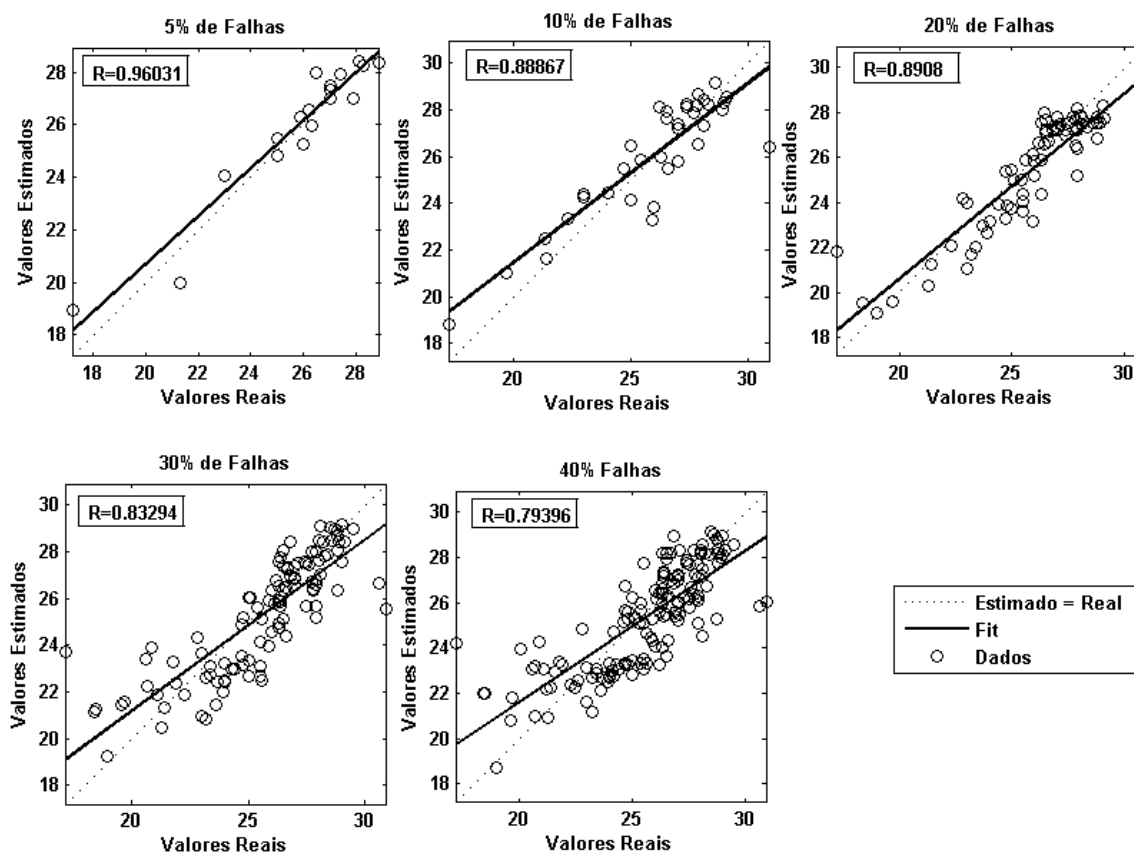 5% de Falhas
R=0.96031
Valores Estimados
28
26
24
22
20
18
18 20 22 24 26 28
Valores Reais
10% de Falhas
R=0.88867
Valores Estimados
30
28
26
24
22
20
18
20 25 30
Valores Reais
20% de Falhas
R=0.8908
Valores Estimados
30
28
26
24
22
20
18
20 25 30
Valores Reais
30% de Falhas
R=0.83294
Valores Estimados
30
28
26
24
22
20
18
20 25 30
Valores Reais
40% Falhas
R=0.79396
Valores Estimados
30
28
26
24
22
20
18
20 25 30
Valores Reais
Estimado = Real
Fit
Dados